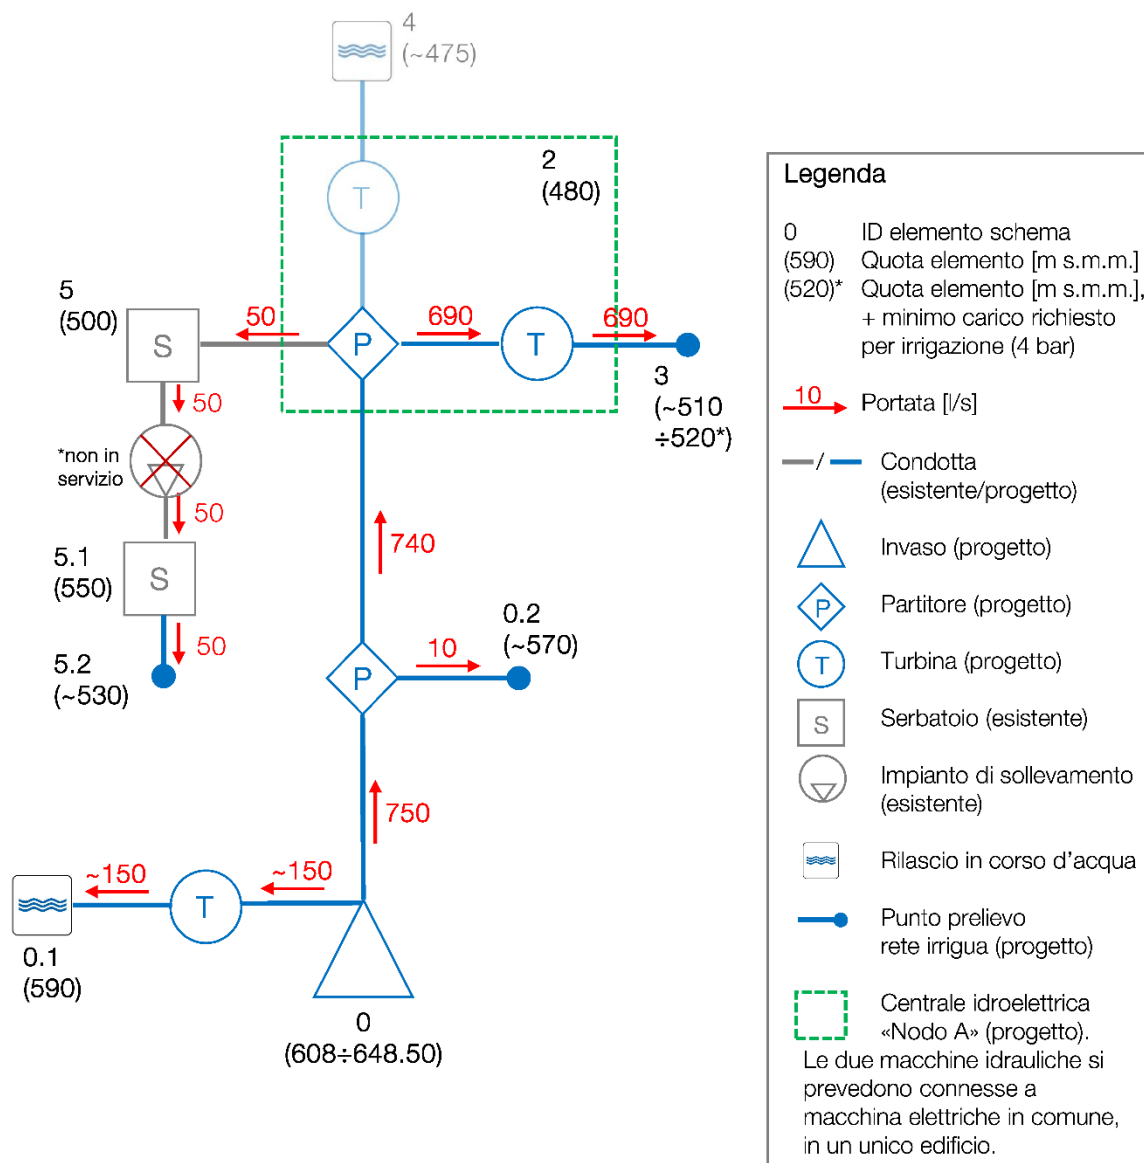 4
(~475)
T
2
(480)
5
(500)
S
50
P
690
T
690
3
(~510
÷520*)
50
*non in
servizio
50
5.1
(550)
S
740
0.2
(~570)
50
5.2
(~530)
P
10
750
~150
~150
T
0.1
(590)
0
(608÷648.50)
Legenda
0 ID elemento schema
(590) Quota elemento [m s.m.m.]
(520)* Quota elemento [m s.m.m.],
+ minimo carico richiesto
per irrigazione (4 bar)
10 Portata [l/s]
/ Condotta
(esistente/progetto)
Invaso (progetto)
P Partitore (progetto)
T Turbina (progetto)
S Serbatoio (esistente)
Impianto di sollevamento
(esistente)
Rilascio in corso d'acqua
Punto prelievo
rete irrigua (progetto)
Centrale idroelettrica
«Nodo A» (progetto).
Le due macchine idrauliche si
prevedono connesse a
macchina elettriche in comune,
in un unico edificio.